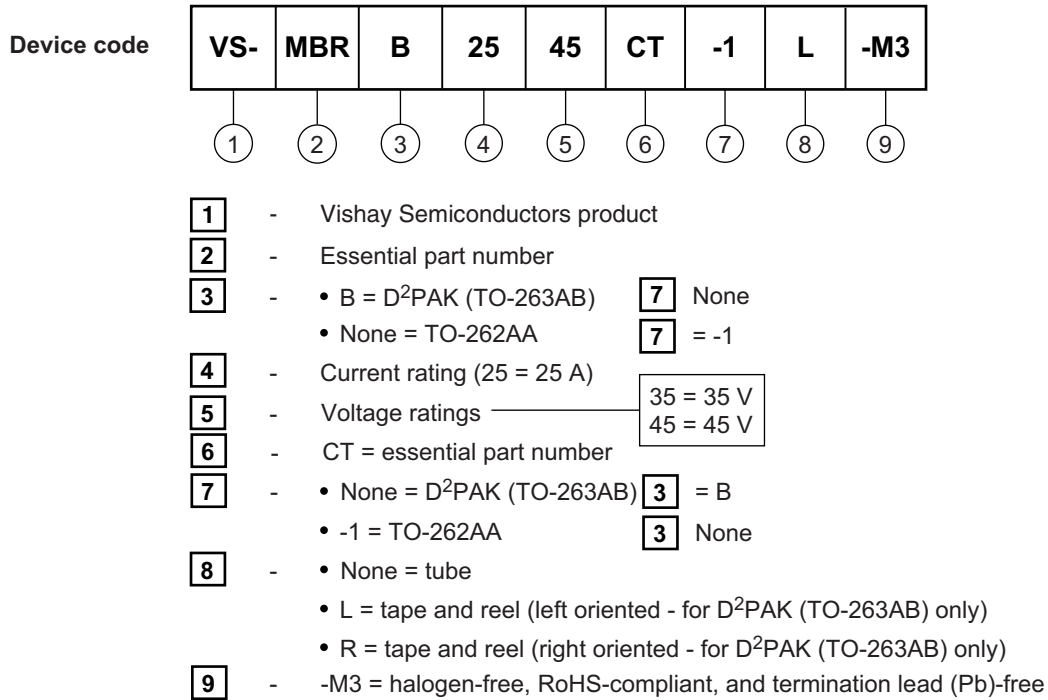 Device code VS- MBR B 25 45 CT -1 L -M3
1 2 3 4 5 6 7 8 9
1 - Vishay Semiconductors product
2 - Essential part number
3 - • B = D²PAK (TO-263AB) 7 None
• None = TO-262AA 7 = -1
4 - Current rating (25 = 25 A)
35 = 35 V
5 - Voltage ratings
45 = 45 V
6 - CT = essential part number
7 - • None = D²PAK (TO-263AB) 3 = B
• -1 = TO-262AA 3 None
8 - • None = tube
• L = tape and reel (left oriented - for D²PAK (TO-263AB) only)
• R = tape and reel (right oriented - for D²PAK (TO-263AB) only)
9 - -M3 = halogen-free, RoHS-compliant, and termination lead (Pb)-free